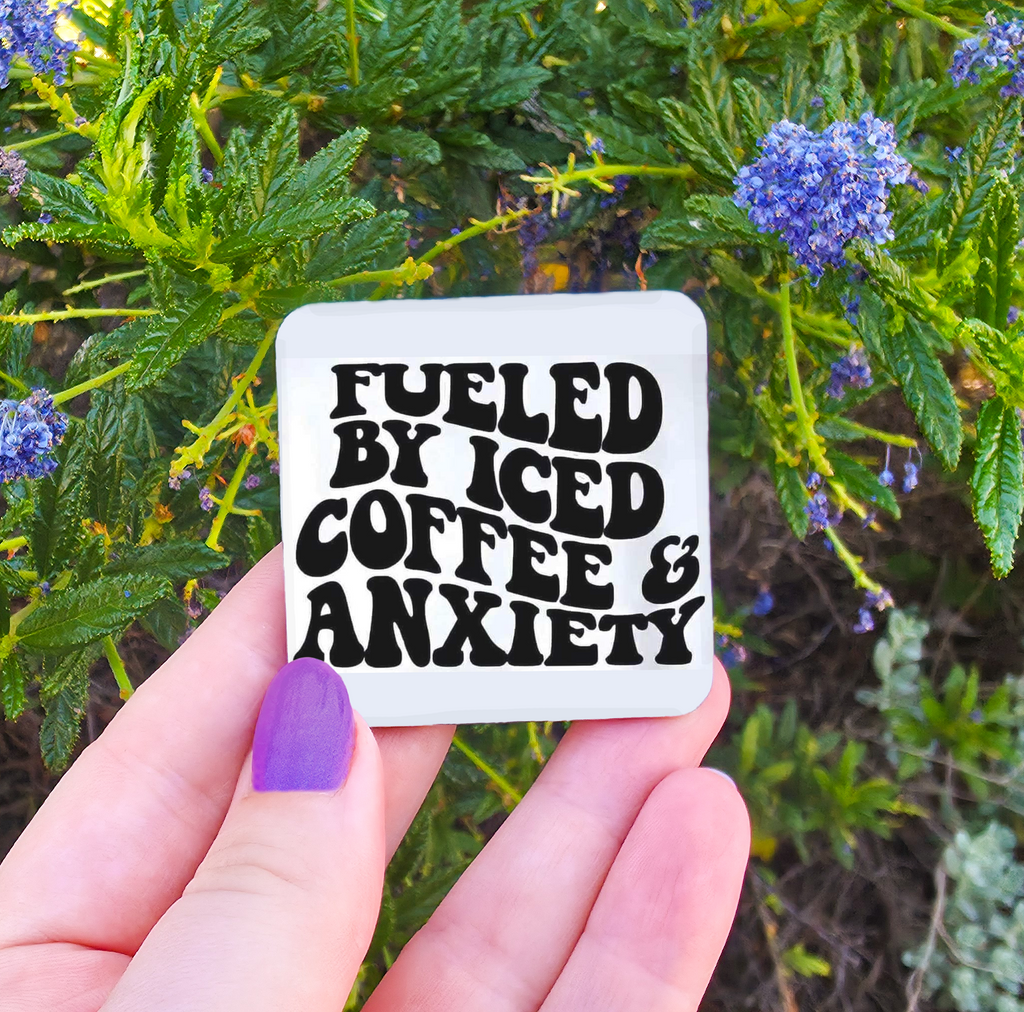 FUELED
BY ICED
COFFEE &
ANXIETY